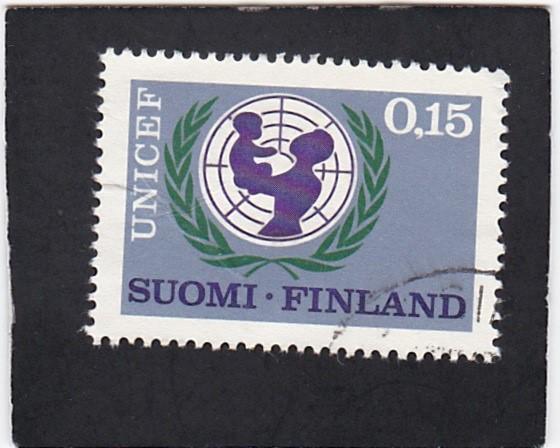 UNICEF
0,15
SUOMI · FINLAND